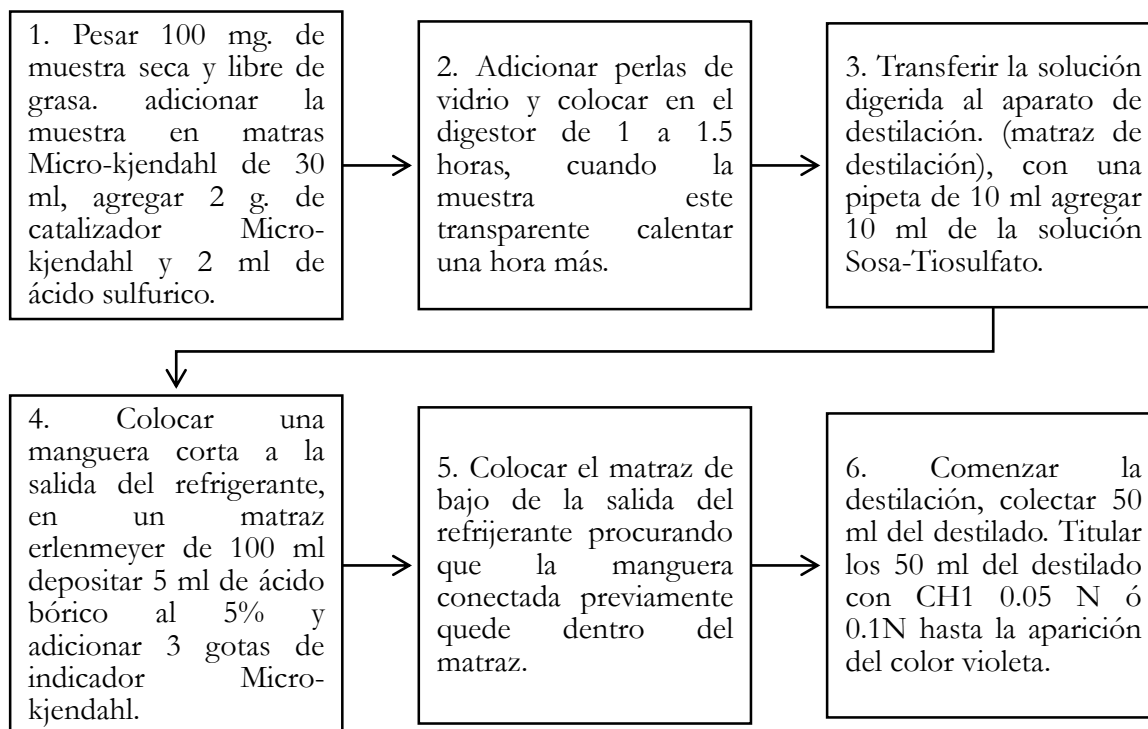 1. Pesar 100 mg. de
muestra seca y libre de
grasa. adicionar la
muestra en matras
Micro-kjendahl de 30
ml, agregar 2 g. de
catalizador Micro-
kjendahl y 2 ml de
ácido sulfurico.
2. Adicionar perlas de
vidrio y colocar en el
digestor de 1 a 1.5
horas, cuando la
muestra este
transparente calentar
una hora más.
3. Transferir la solución
digerida al aparato de
destilación. (matraz de
destilación), con una
pipeta de 10 ml agregar
10 ml de la solución
Sosa-Tiosulfato.
4. Colocar una
manguera corta a la
salida del refrigerante,
en un matraz
erlenmeyer de 100 ml
depositar 5 ml de ácido
bórico al 5% y
adicionar 3 gotas de
indicador Micro-
kjendahl.
5. Colocar el matraz de
bajo de la salida del
refrijerante procurando
que la manguera
conectada previamente
quede dentro del
matraz.
6. Comenzar la
destilación, colectar 50
ml del destilado. Titular
los 50 ml del destilado
con CH1 0.05 N ó
0.1N hasta la aparición
del color violeta.